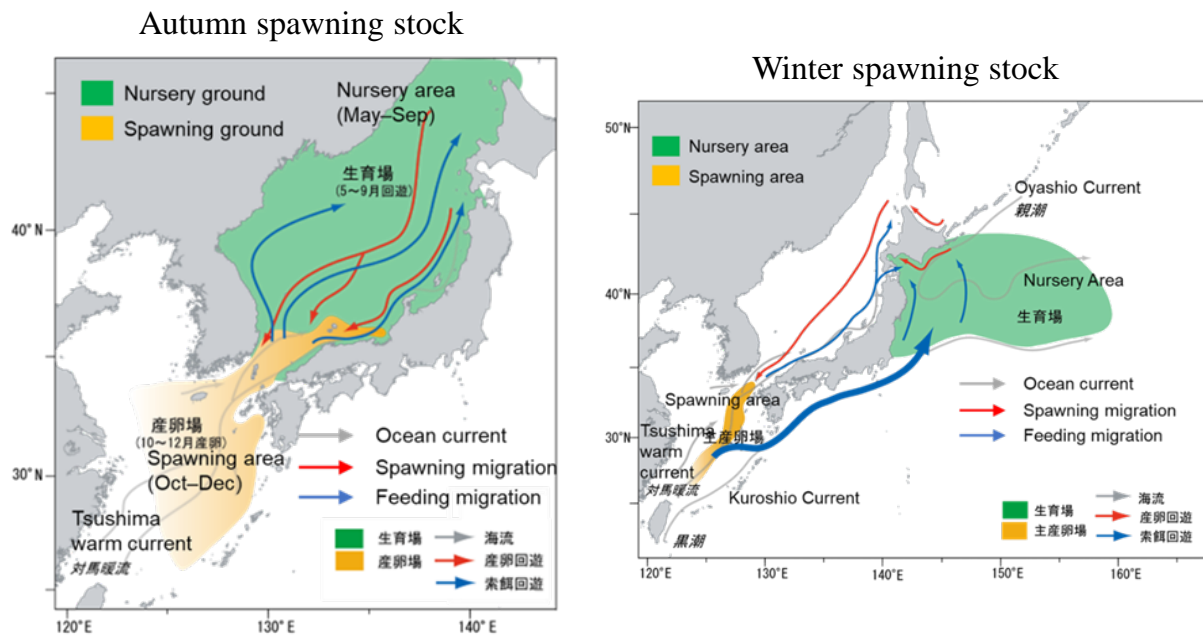 Autumn spawning stock
Nursery ground
Spawning ground
Nursery area
(May–Sep)
生育場
(5～9月回遊)
40°N
30°N
産卵場
(10～12月産卵)
Spawning area
(Oct–Dec)
Tsushima
warm current
対馬暖流
Ocean current
Spawning migration
Feeding migration
生育場
海流
産卵場
産卵回遊
索餌回遊
120°E
130°E
140°E
Winter spawning stock
50°N
Nursery area
Spawning area
Oyashio Current
親潮
40°N
Nursery Area
生育場
Spawning area
主産卵場
30°N
Tsushima
warm
current
対馬暖流
Kuroshio Current
黒潮
Ocean current
Spawning migration
Feeding migration
生育場
主産卵場
海流
産卵回遊
索餌回遊
120°E
130°E
140°E
150°E
160°E